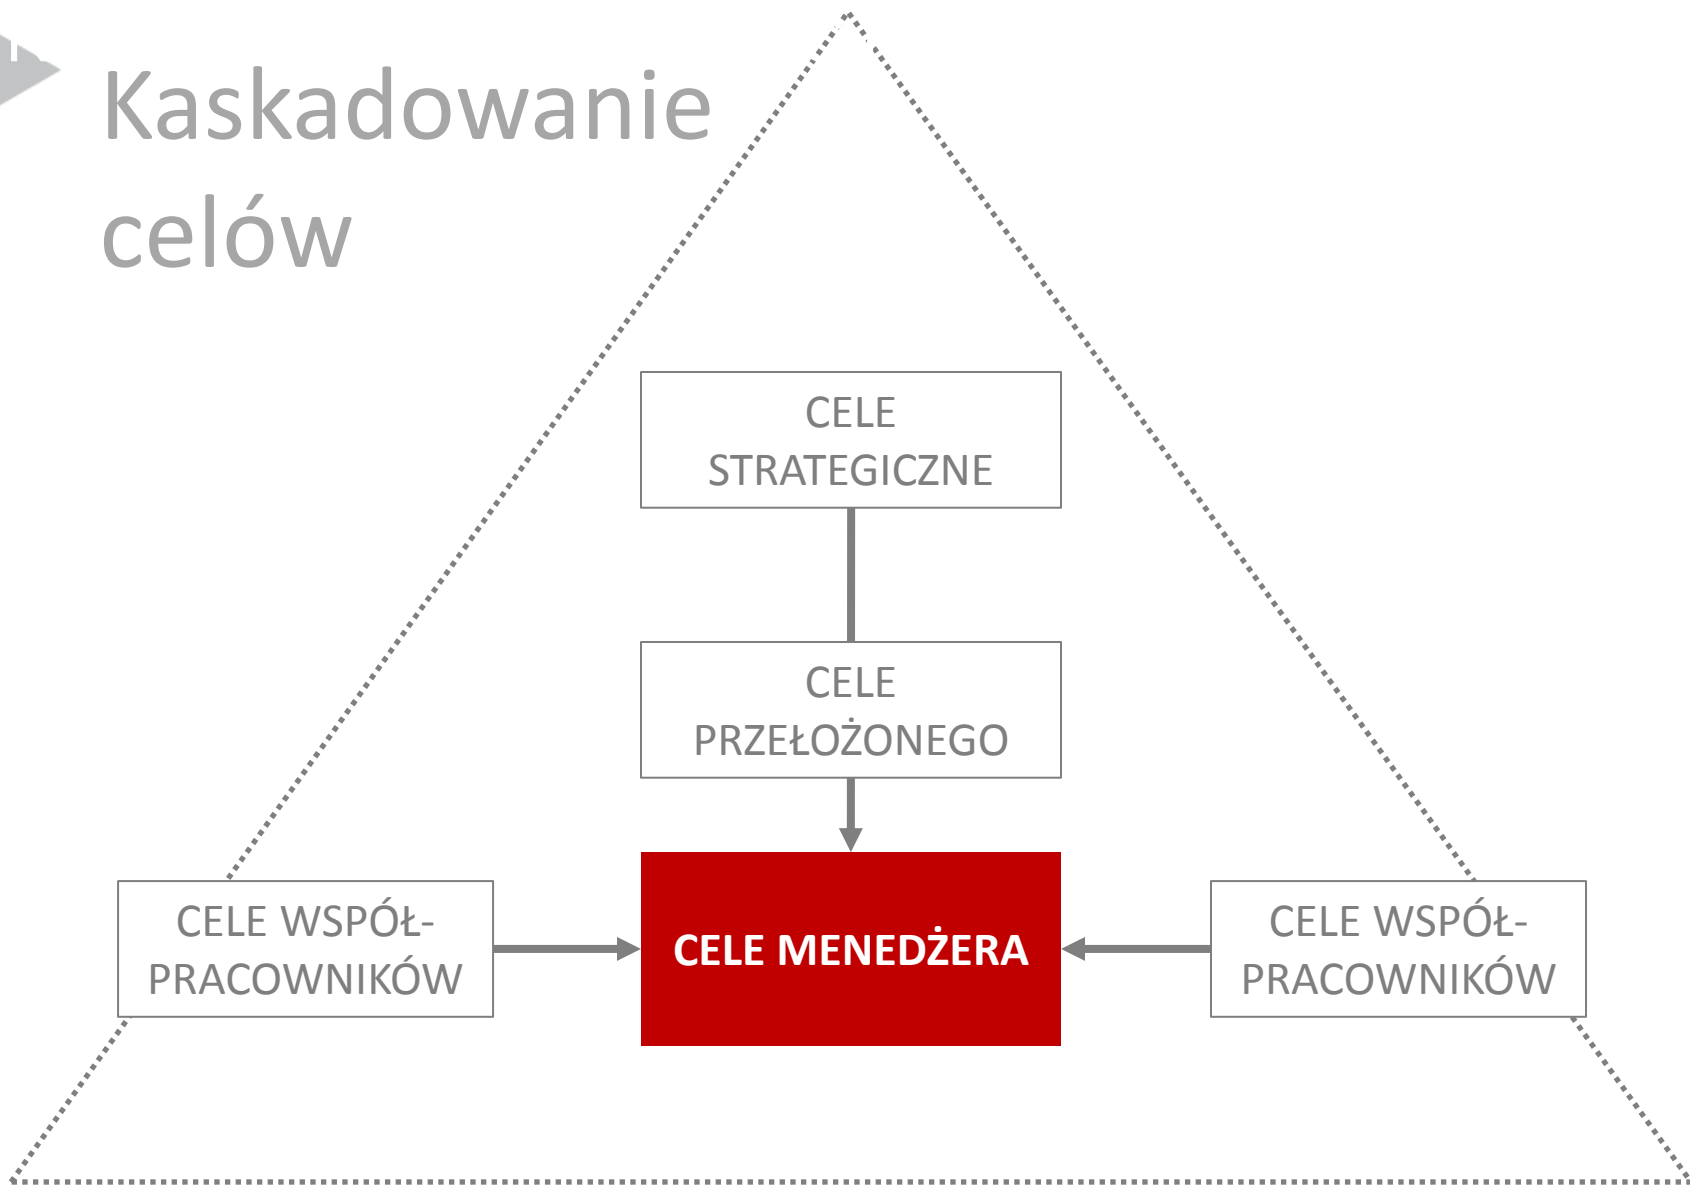 Kaskadowanie
celów
CELE
STRATEGICZNE
CELE
PRZEŁOŻONEGO
CELE WSPÓŁ-
PRACOWNIKÓW
CELE MENEDŻERA
CELE WSPÓŁ-
PRACOWNIKÓW